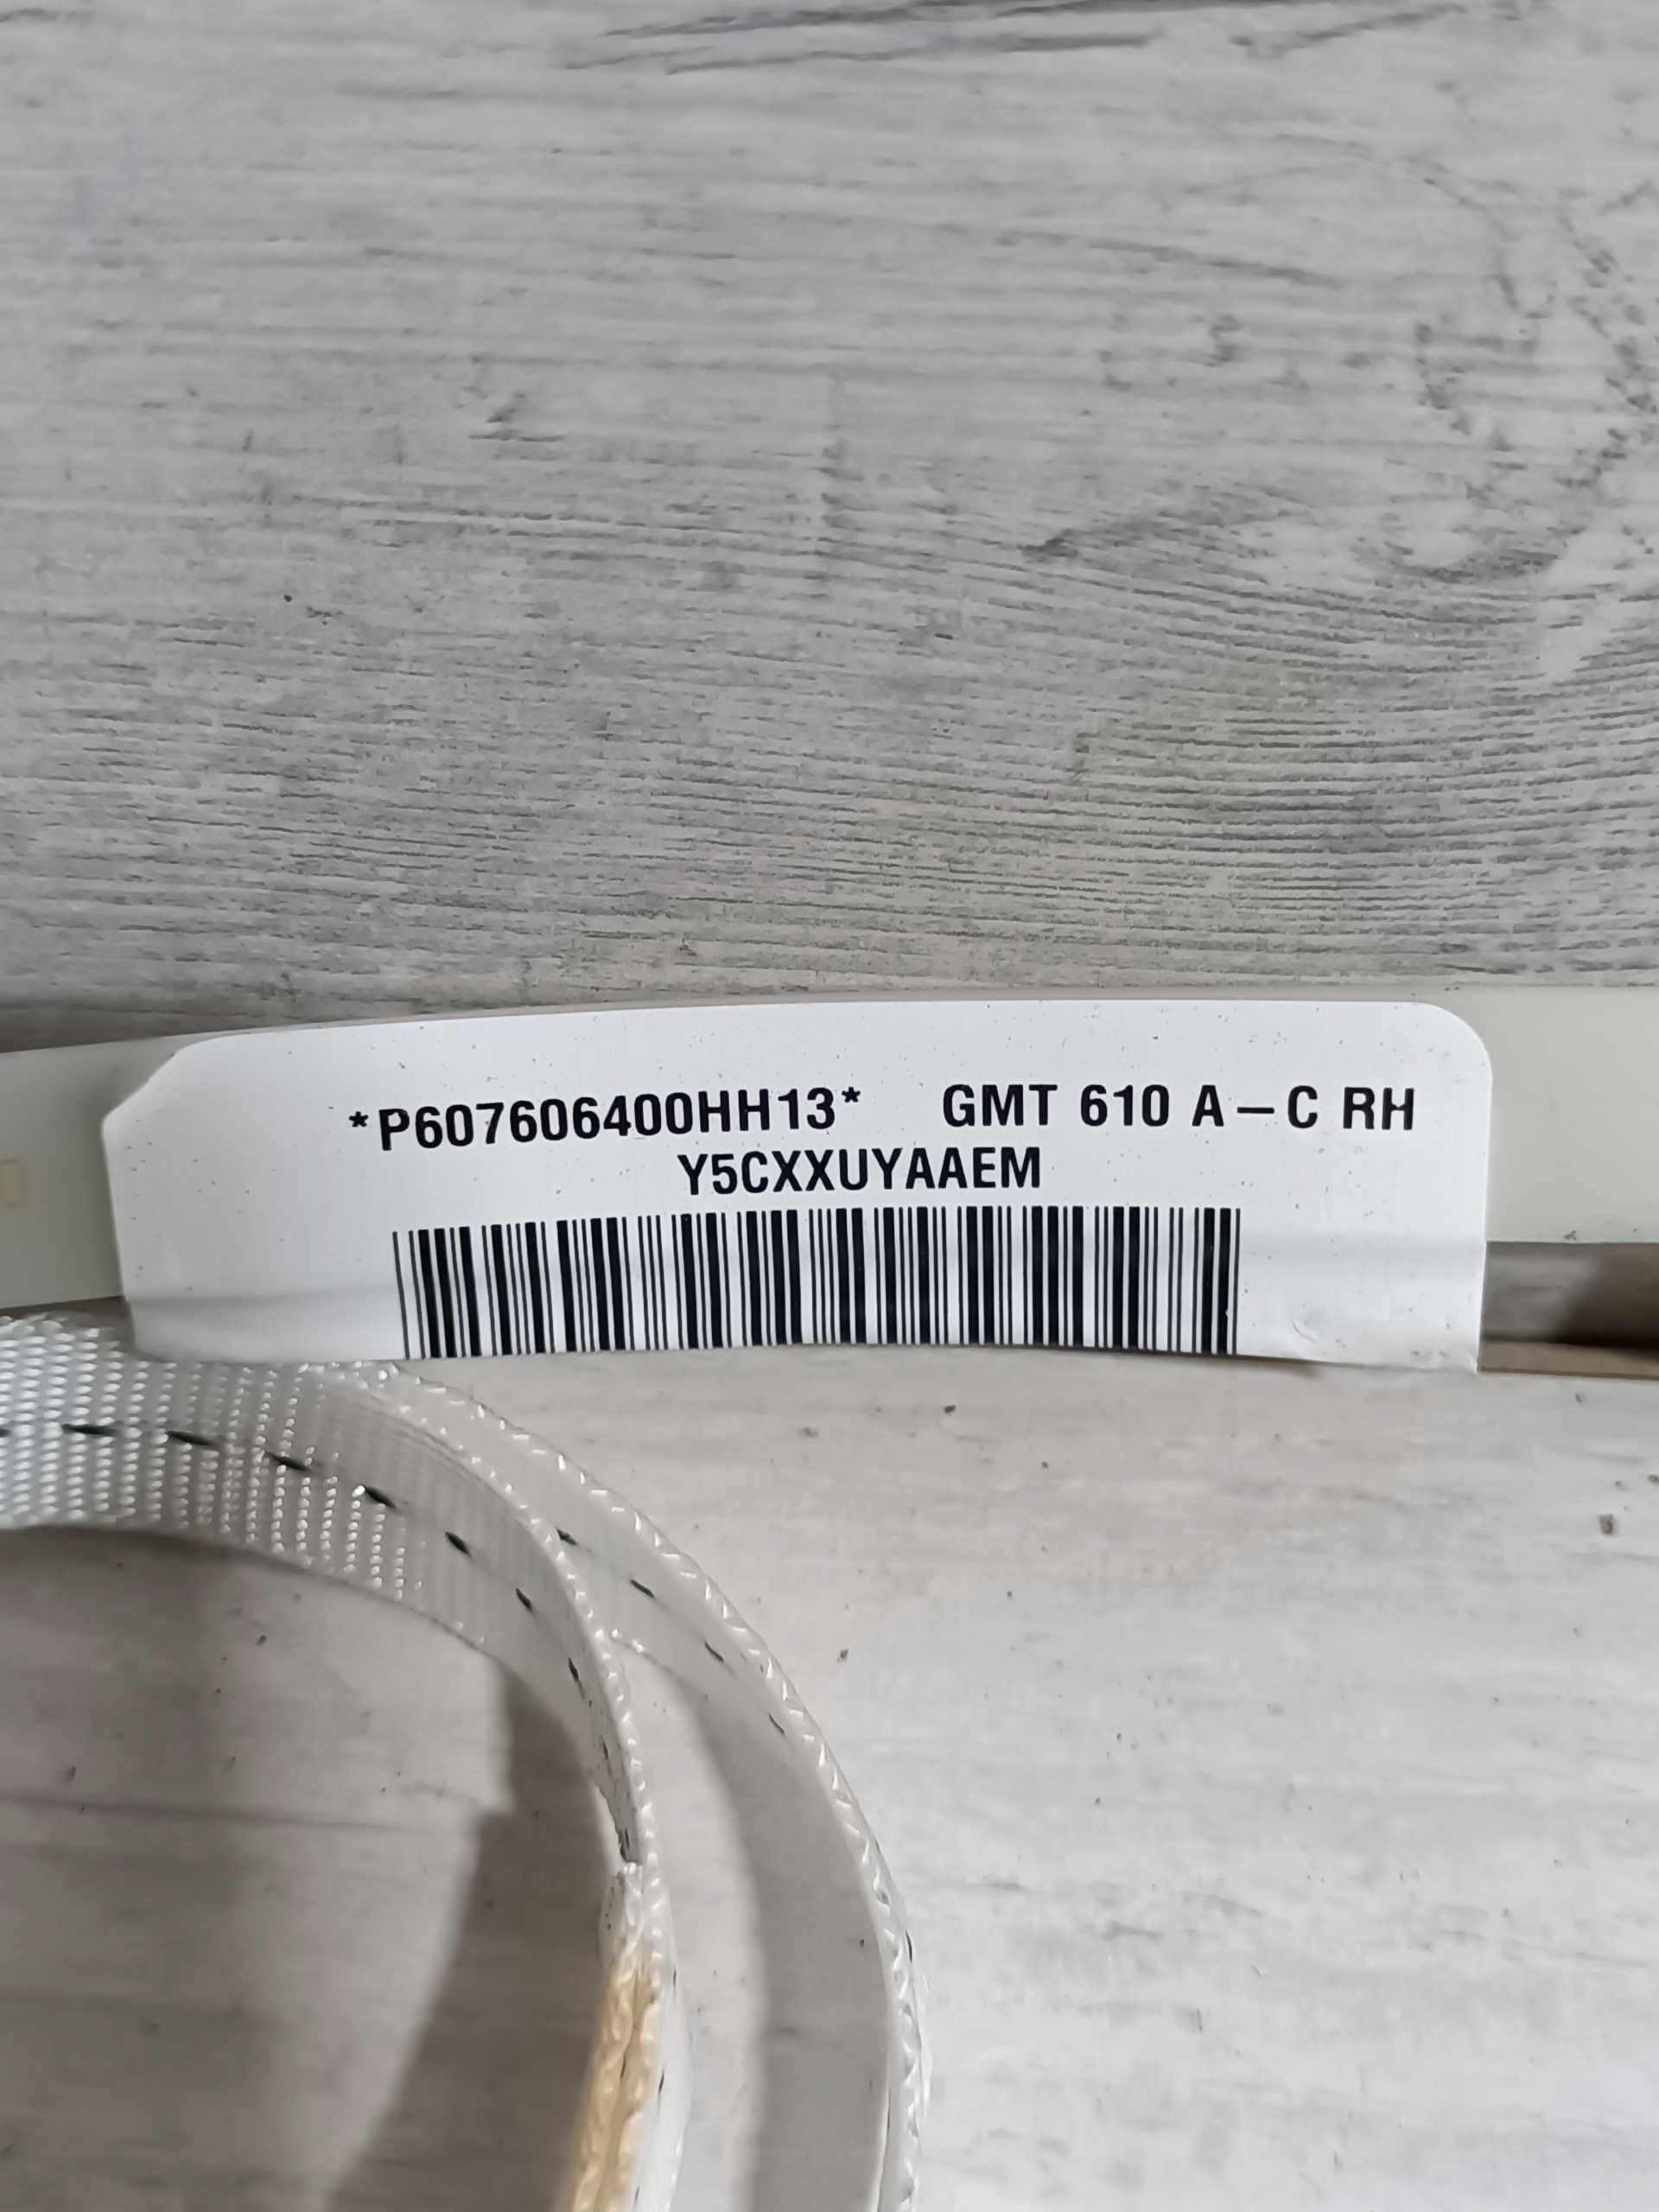 *P607606400HH13* GMT 610 A–C RH
Y5CXXUYAAEM